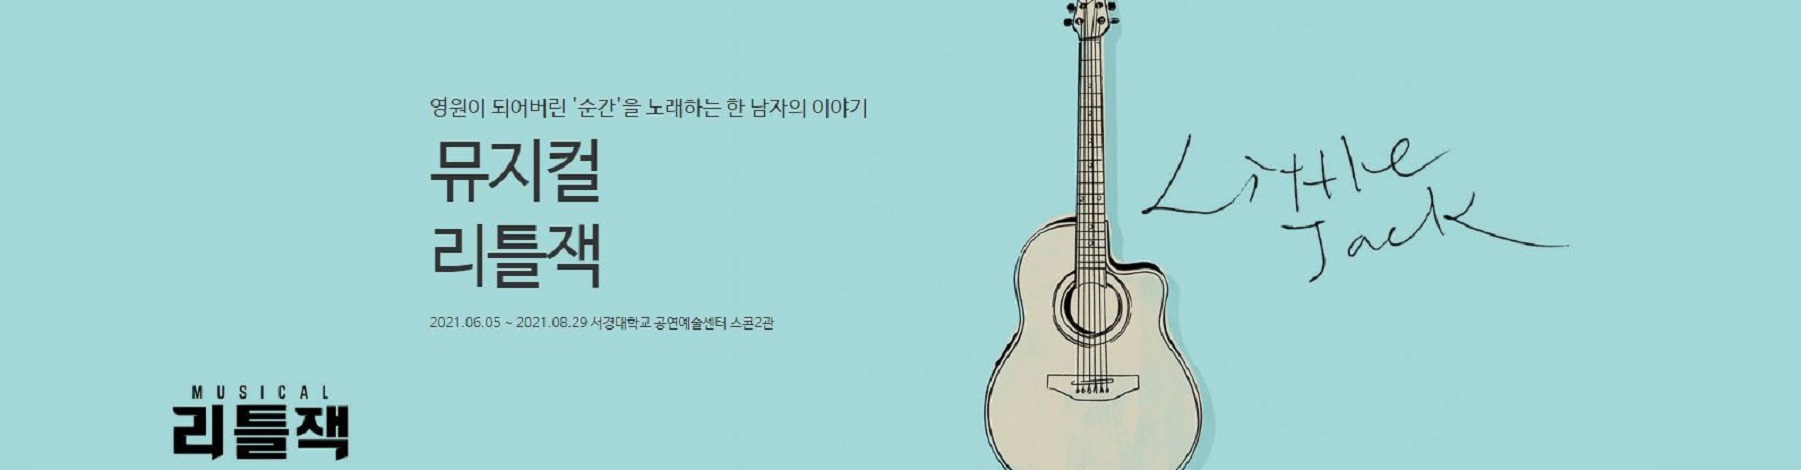 영원이 되어버린 '순간'을 노래하는 한 남자의 이야기
뮤지컬
리틀잭
2021.06.05 ~ 2021.08.29 서경대학교 공연예술센터 스콘2관
MUSICAL
리틀잭
Little
Jack